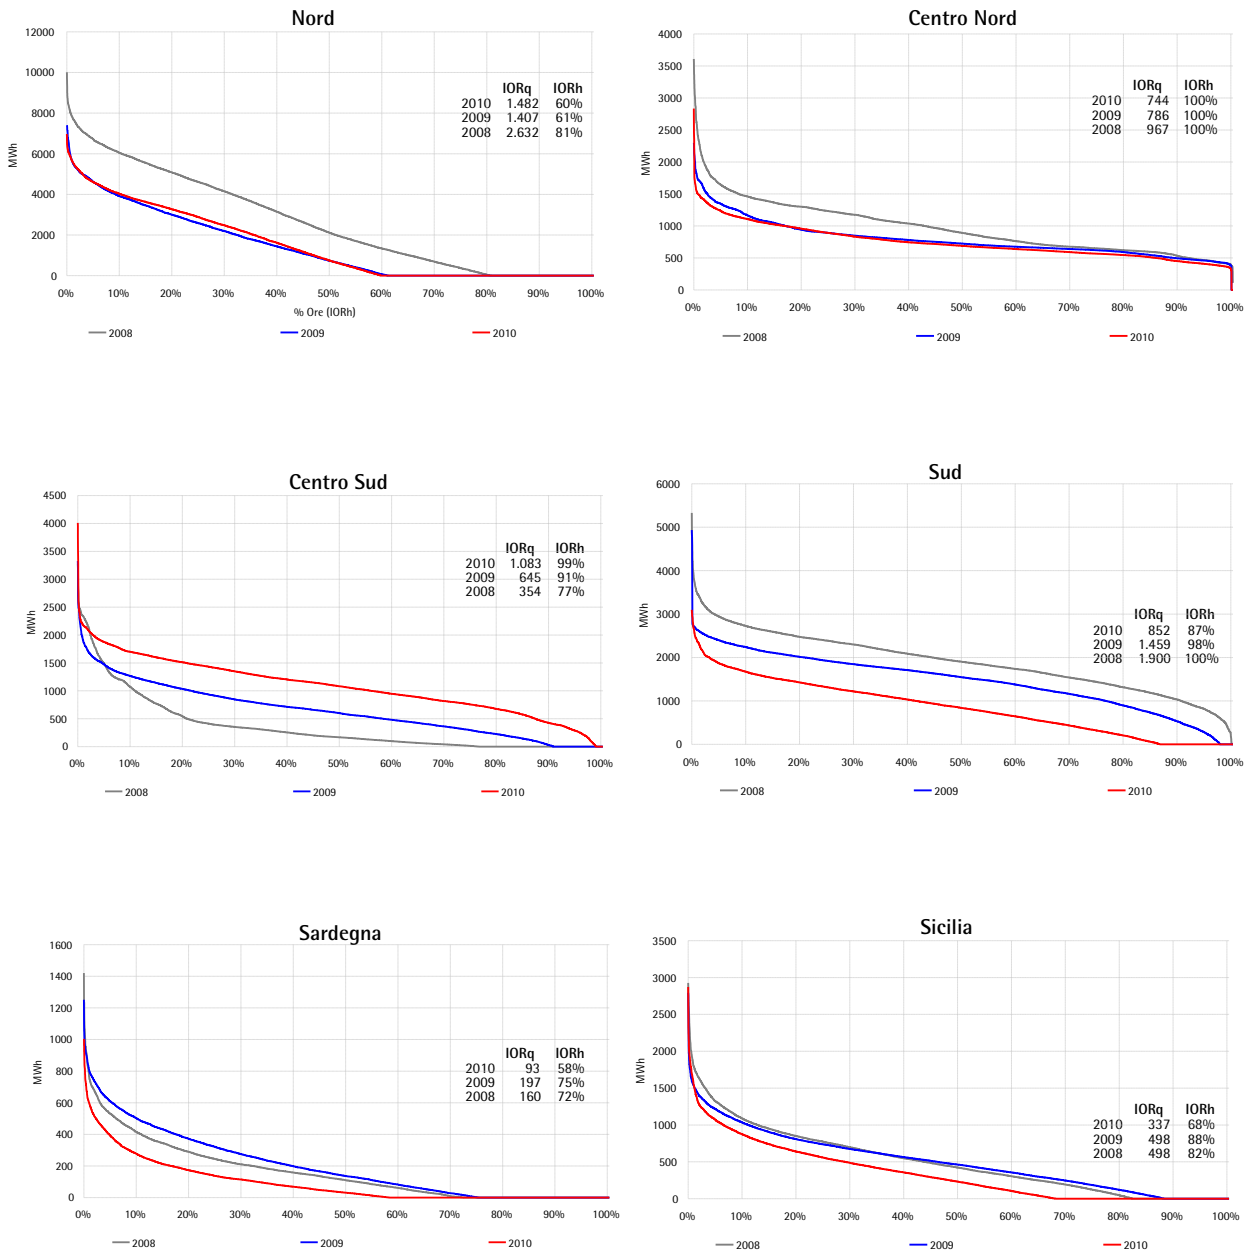 Nord
12000
10000
8000
6000
4000
2000
0
MWh
IORq IORh
2010 1.482 60%
2009 1.407 61%
2008 2.632 81%
0% 10% 20% 30% 40% 50% 60% 70% 80% 90% 100%
% Ore (IORh)
2008 2009 2010
Centro Nord
4000
3500
3000
2500
2000
1500
1000
500
0
MWh
IORq IORh
2010 744 100%
2009 786 100%
2008 967 100%
0% 10% 20% 30% 40% 50% 60% 70% 80% 90% 100%
2008 2009 2010
Centro Sud
4500
4000
3500
3000
2500
2000
1500
1000
500
0
MWh
IORq IORh
2010 1.083 99%
2009 645 91%
2008 354 77%
0% 10% 20% 30% 40% 50% 60% 70% 80% 90% 100%
2008 2009 2010
Sud
6000
5000
4000
3000
2000
1000
0
MWh
IORq IORh
2010 852 87%
2009 1.459 98%
2008 1.900 100%
0% 10% 20% 30% 40% 50% 60% 70% 80% 90% 100%
2008 2009 2010
Sardegna
1600
1400
1200
1000
800
600
400
200
0
MWh
IORq IORh
2010 93 58%
2009 197 75%
2008 160 72%
0% 10% 20% 30% 40% 50% 60% 70% 80% 90% 100%
2008 2009 2010
Sicilia
3500
3000
2500
2000
1500
1000
500
0
MWh
IORq IORh
2010 337 68%
2009 498 88%
2008 498 82%
0% 10% 20% 30% 40% 50% 60% 70% 80% 90% 100%
2008 2009 2010